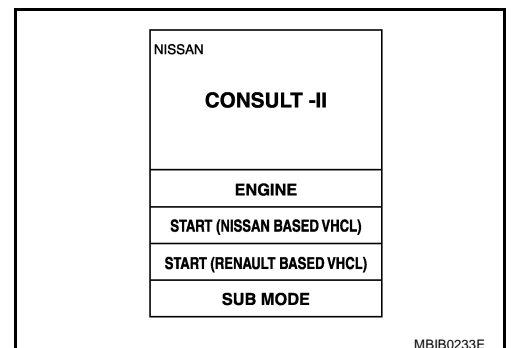 NISSAN
CONSULT -II
ENGINE
START (NISSAN BASED VHCL)
START (RENAULT BASED VHCL)
SUB MODE
MBIB0233E